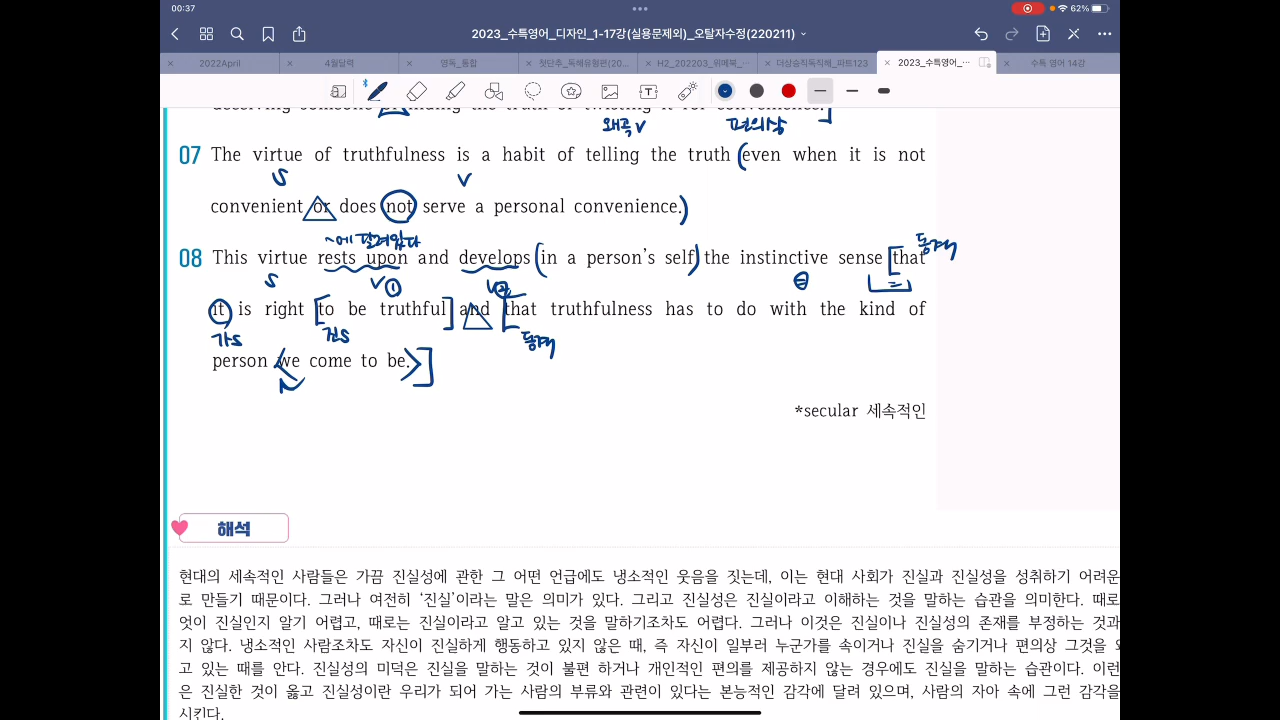 00:37
62%
2023_수특영어_디자인_1-17강(실용문제외)_오탈자수정(220211)
2022April
4월달력
영독_통합
첫단추_독해유형편(20...
H2_202203_위메북_...
더상승직독직해_파트123
2023_수특영어_...
수특 영어 14강
왜곡 V
편의상
07 The virtue of truthfulness is a habit of telling the truth (even when it is not
S
V
convenient or does not serve a personal convenience.)
~에 달려있다
08 This virtue rests upon and develops (in a person's self) the instinctive sense [that
동격
S
V①
V②
=
it is right [to be truthful] and [that truthfulness has to do with the kind of
가S
진S
동격
person <we come to be.>]
*secular 세속적인
해석
현대의 세속적인 사람들은 가끔 진실성에 관한 그 어떤 언급에도 냉소적인 웃음을 짓는데, 이는 현대 사회가 진실과 진실성을 성취하기 어려운
로 만들기 때문이다. 그러나 여전히 '진실'이라는 말은 의미가 있다. 그리고 진실성은 진실이라고 이해하는 것을 말하는 습관을 의미한다. 때로
엇이 진실인지 알기 어렵고, 때로는 진실이라고 알고 있는 것을 말하기조차도 어렵다. 그러나 이것은 진실이나 진실성의 존재를 부정하는 것과
지 않다. 냉소적인 사람조차도 자신이 진실하게 행동하고 있지 않은 때, 즉 자신이 일부러 누군가를 속이거나 진실을 숨기거나 편의상 그것을
고 있는 때를 안다. 진실성의 미덕은 진실을 말하는 것이 불편 하거나 개인적인 편의를 제공하지 않는 경우에도 진실을 말하는 습관이다. 이런
은 진실한 것이 옳고 진실성이란 우리가 되어 가는 사람의 부류와 관련이 있다는 본능적인 감각에 달려 있으며, 사람의 자아 속에 그런 감각을
시킨다.